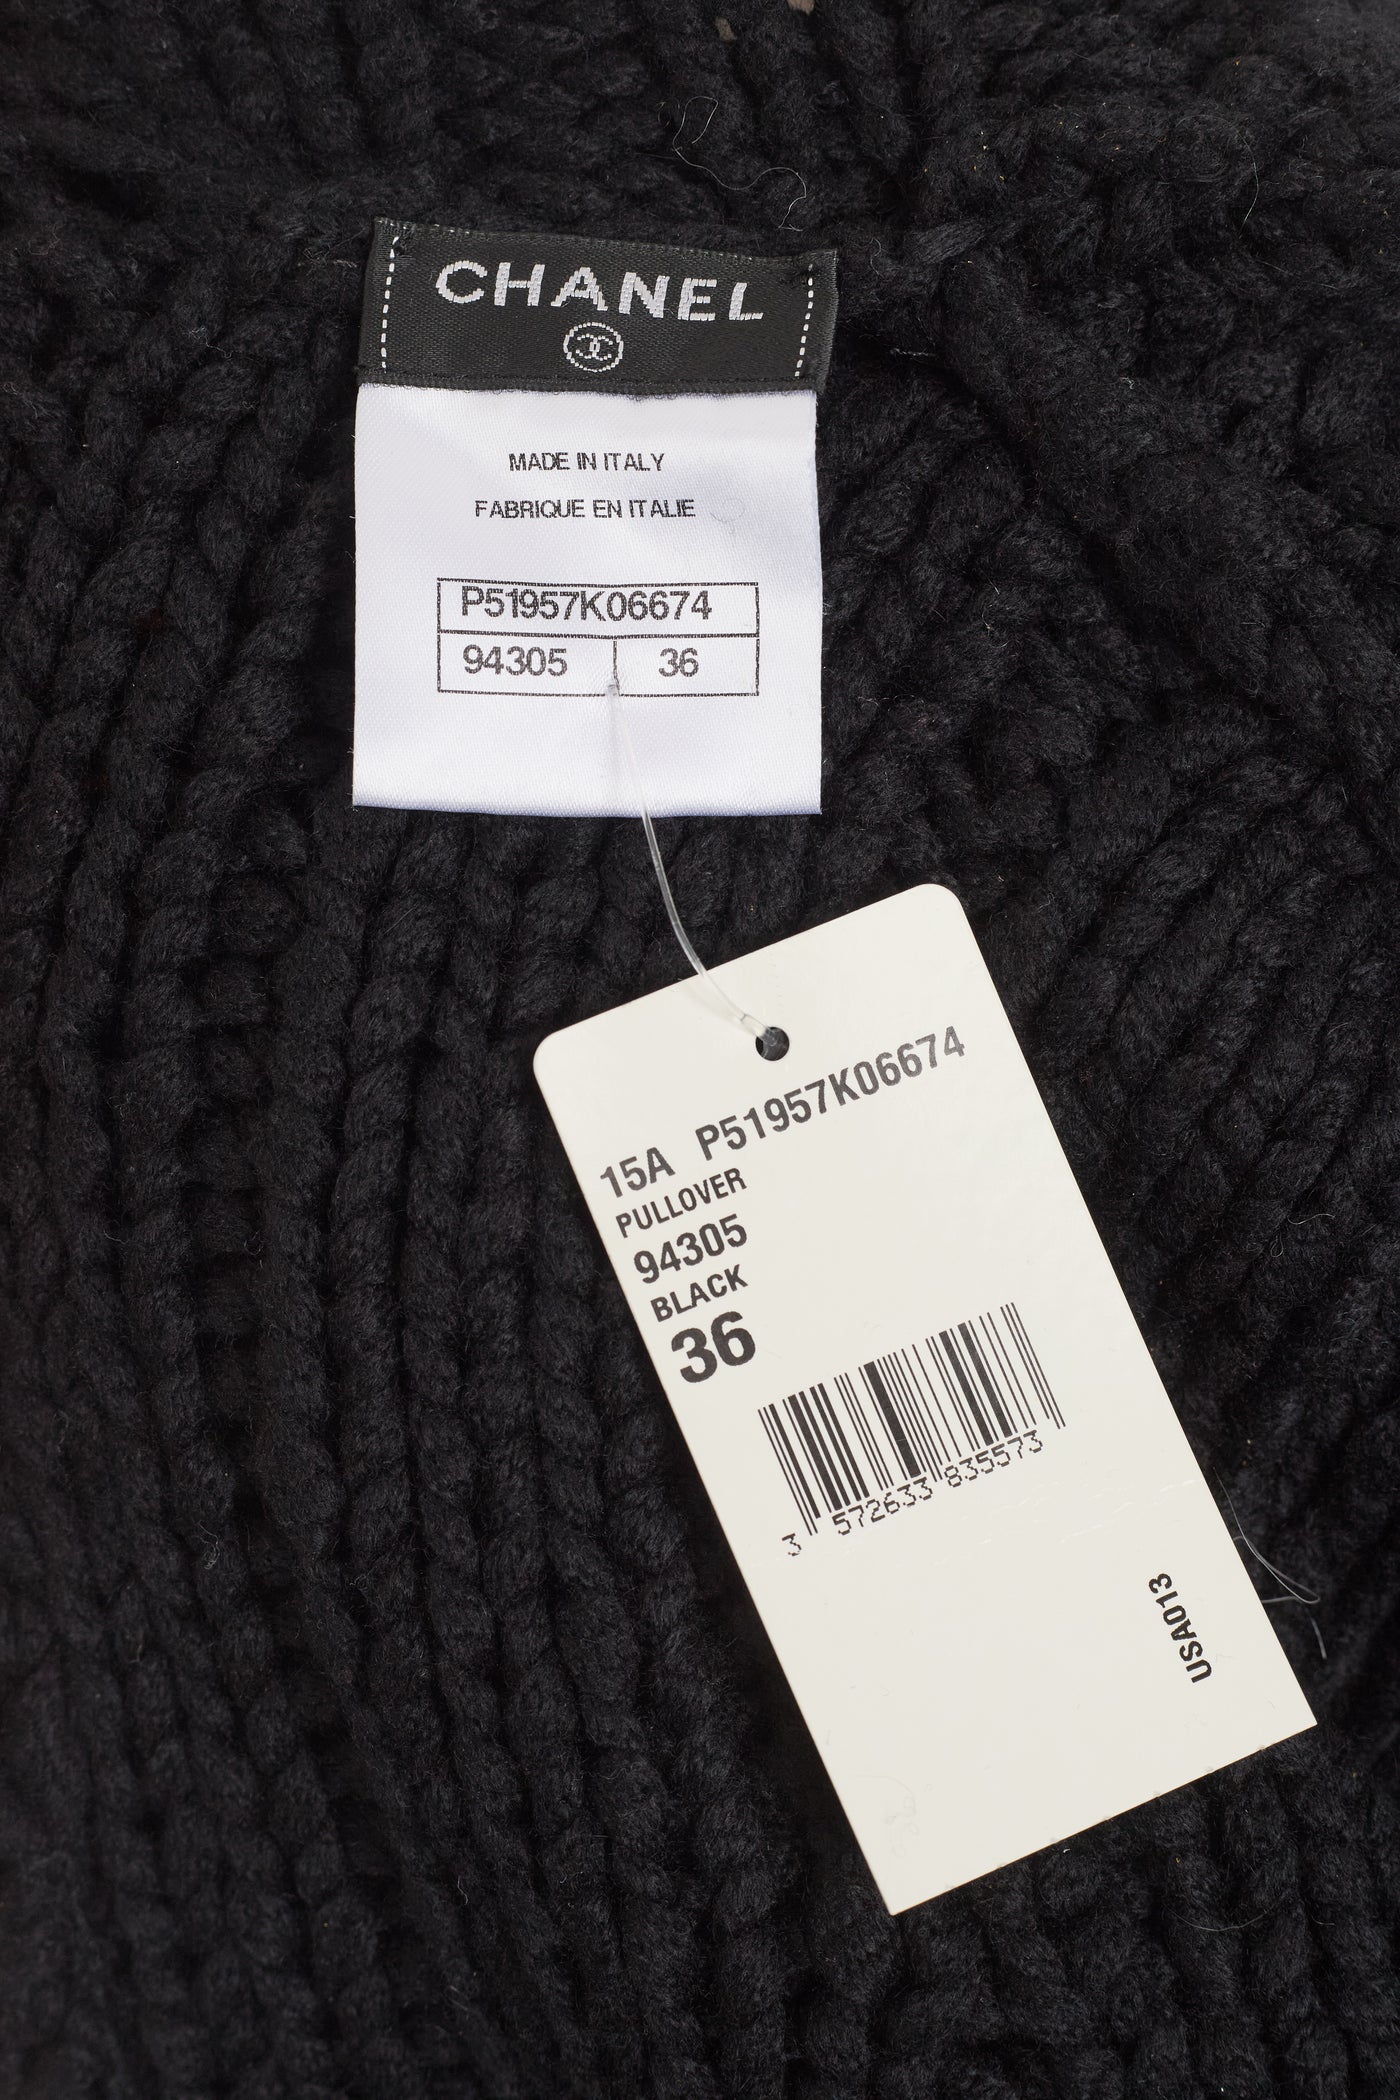 CHANEL
MADE IN ITALY
FABRIQUE EN ITALIE
P51957K06674
94305 36
15A P51957K06674
PULLOVER
94305
BLACK
36
3 572633 835573
USA013